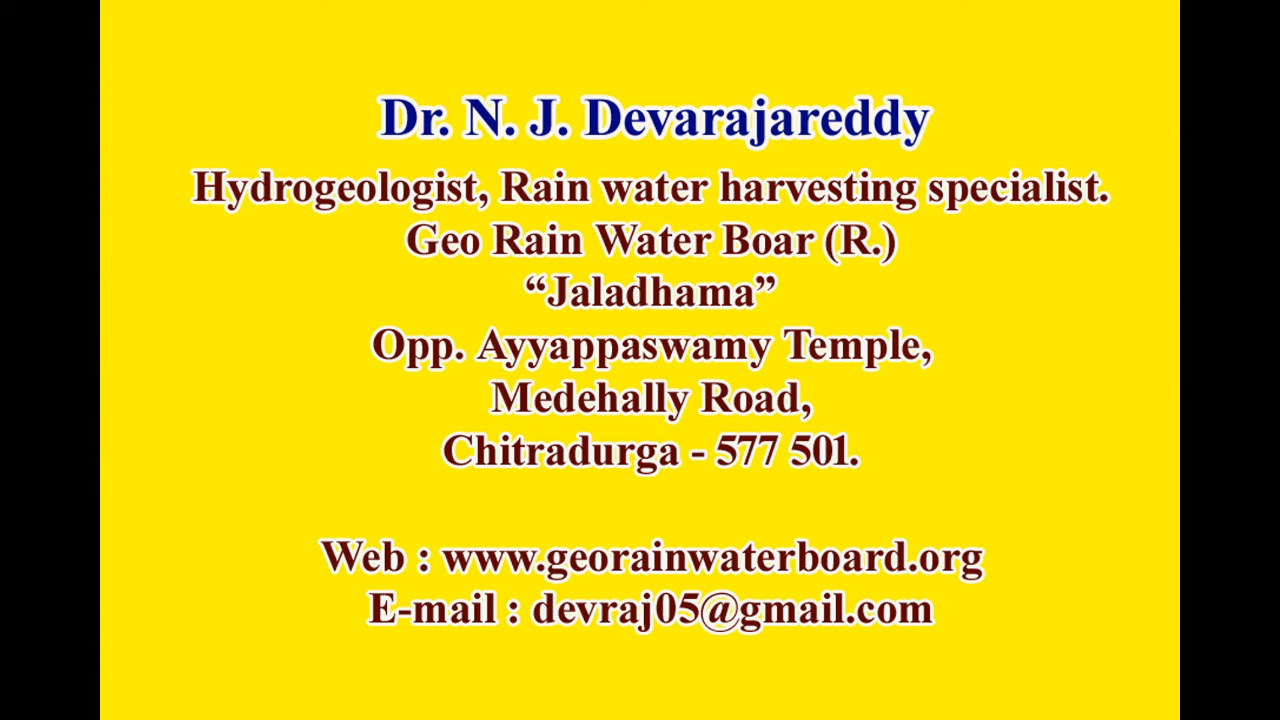 Dr. N. J. Devarajareddy
Hydrogeologist, Rain water harvesting specialist.
Geo Rain Water Boar (R.)
“Jaladhama”
Opp. Ayyappaswamy Temple,
Medehally Road,
Chitradurga - 577 501.
Web : www.georainwaterboard.org
E-mail : devraj05@gmail.com